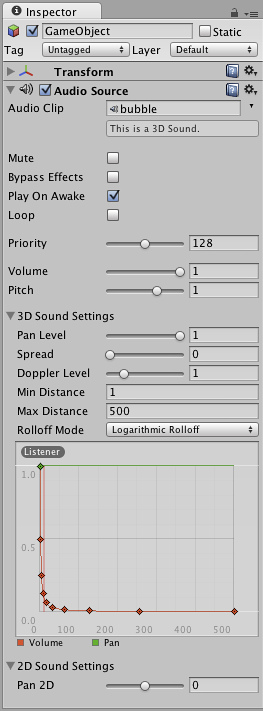 Inspector
GameObject Static
Tag Untagged Layer Default
Transform
Audio Source
Audio Clip bubble
This is a 3D Sound.
Mute
Bypass Effects
Play On Awake
Loop
Priority 128
Volume 1
Pitch 1
3D Sound Settings
Pan Level 1
Spread 0
Doppler Level 1
Min Distance 1
Max Distance 500
Rolloff Mode Logarithmic Rolloff
Listener
1.0
0.5
0.0
0 100 200 300 400 500
Volume Pan
2D Sound Settings
Pan 2D 0